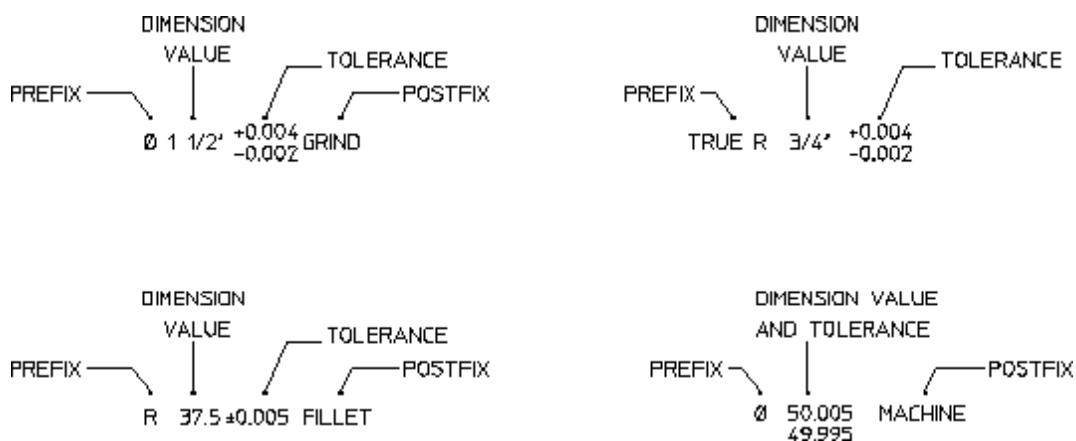 DIMENSION
VALUE
TOLERANCE
PREFIX
POSTFIX
Ø 1 1/2" +0.004 GRIND
-0.002
DIMENSION
VALUE
TOLERANCE
PREFIX
TRUE R 3/4" +0.004
-0.002
DIMENSION
VALUE
TOLERANCE
PREFIX
POSTFIX
R 37.5 ±0.005 FILLET
DIMENSION VALUE
AND TOLERANCE
PREFIX
POSTFIX
Ø 50.005 MACHINE
49.995